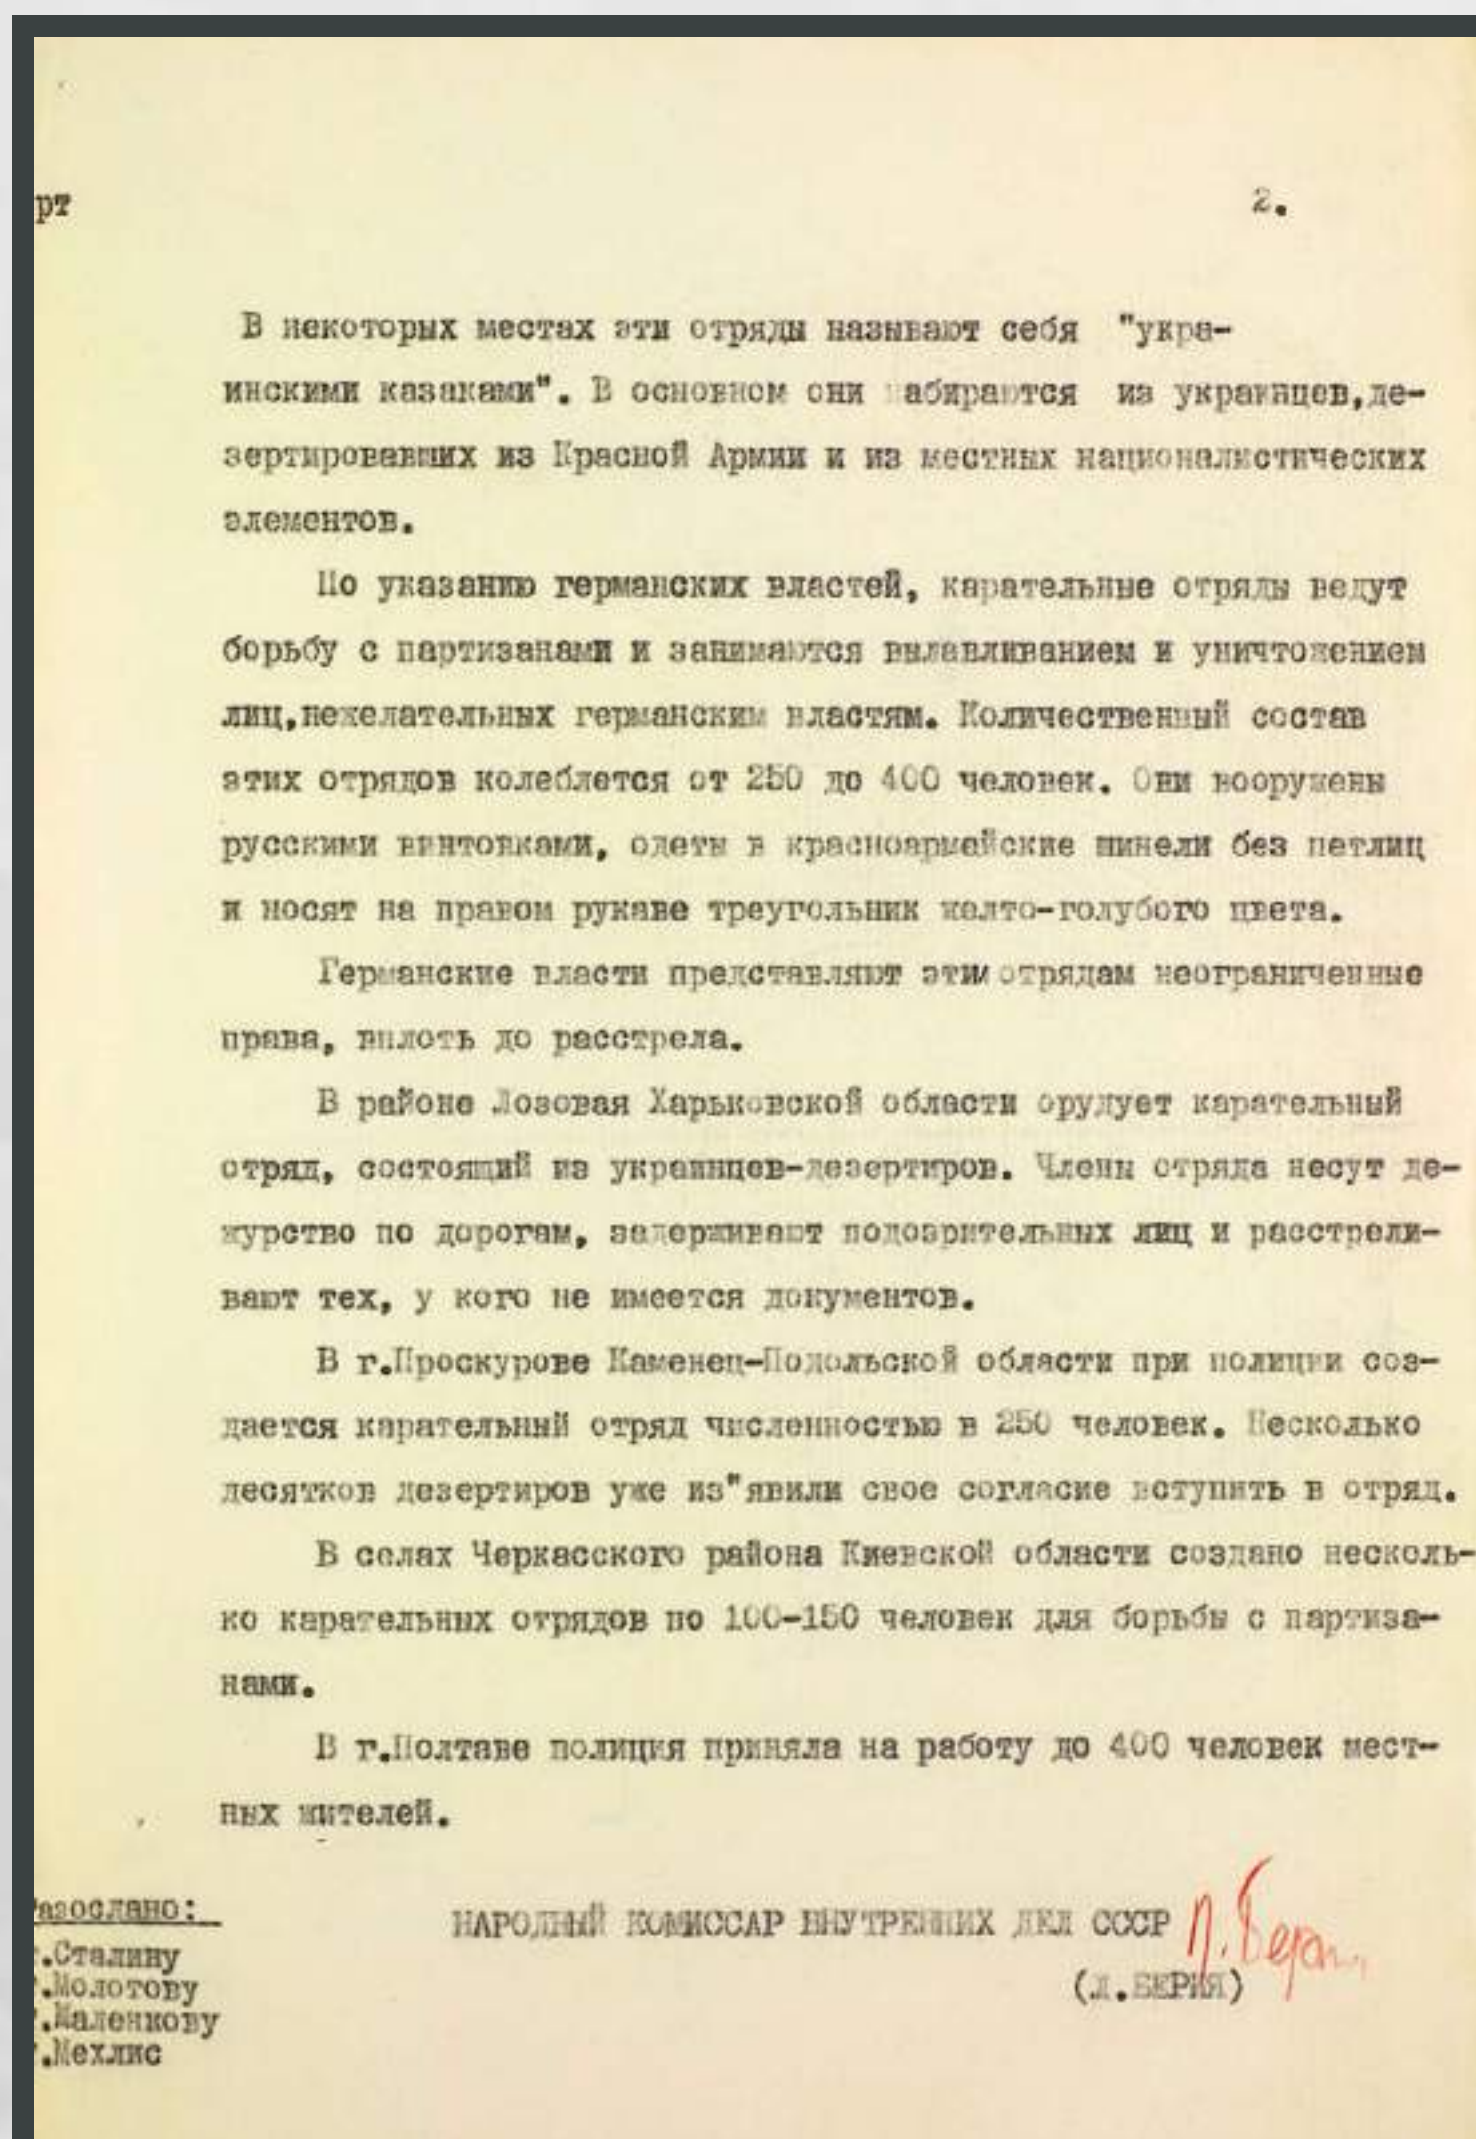 рт
2.
В некоторых местах эти отряды называют себя "укра-
инскими казаками". В основном они набираются из украинцев,де-
зертировавших из Красной Армии и из местных националистических
элементов.
По указанию германских властей, карательные отряды ведут
борьбу с партизанами и занимаются вылавливанием и уничтожением
лиц,нежелательных германским властям. Количественный состав
этих отрядов колеблется от 250 до 400 человек. Они вооружены
русскими винтовками, одеты в красноармейские шинели без петлиц
и носят на правом рукаве треугольник желто-голубого цвета.
Германские власти представляют этим отрядам неограниченные
права, вплоть до расстрела.
В районе Лозовая Харьковской области орудует карательный
отряд, состоящий из украинцев-дезертиров. Члены отряда несут де-
журство по дорогам, задерживают подозрительных лиц и расстрели-
вают тех, у кого не имеется документов.
В г.Проскурове Каменец-Подольской области при полиции соз-
дается карательный отряд численностью в 250 человек. Несколько
десятков дезертиров уже из"явили свое согласие вступить в отряд.
В селах Черкасского района Киевской области создано несколь-
ко карательных отрядов по 100-150 человек для борьбы с партиза-
нами.
В г.Полтаве полиция приняла на работу до 400 человек мест-
ных жителей.
Разослано:
т.Сталину
т.Молотову
т.Маленкову
т.Мехлис
НАРОДНЫЙ КОМИССАР ВНУТРЕННИХ ДЕЛ СССР Л. Берия
(Л.БЕРИЯ)